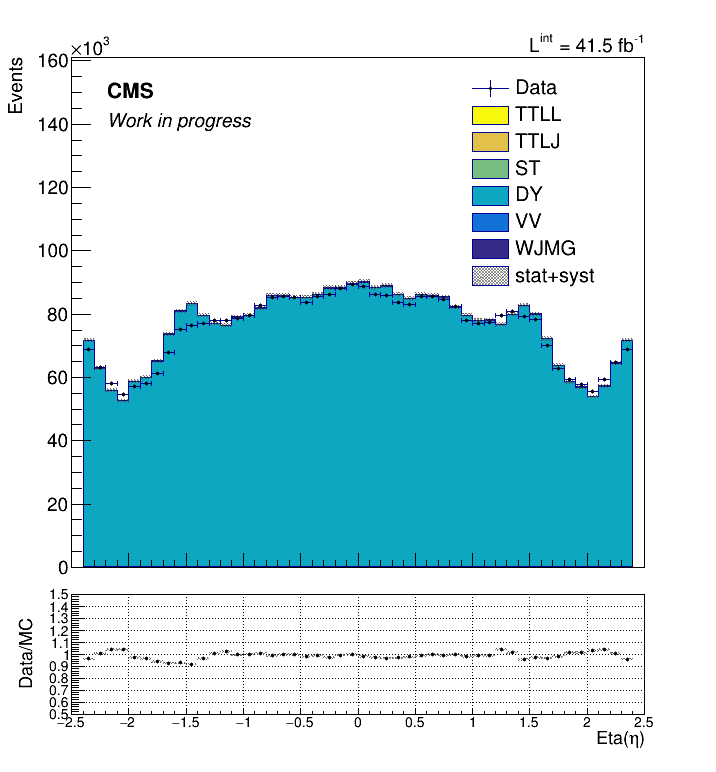 ×10³
L^int = 41.5 fb⁻¹
Events
CMS
Work in progress
Data
TTLL
TTLJ
ST
DY
VV
WJMG
stat+syst
160
140
120
100
80
60
40
20
0
Data/MC
1.5
1.4
1.3
1.2
1.1
1
0.9
0.8
0.7
0.6
0.5
−2.5 −2 −1.5 −1 −0.5 0 0.5 1 1.5 2 2.5
Eta(η)